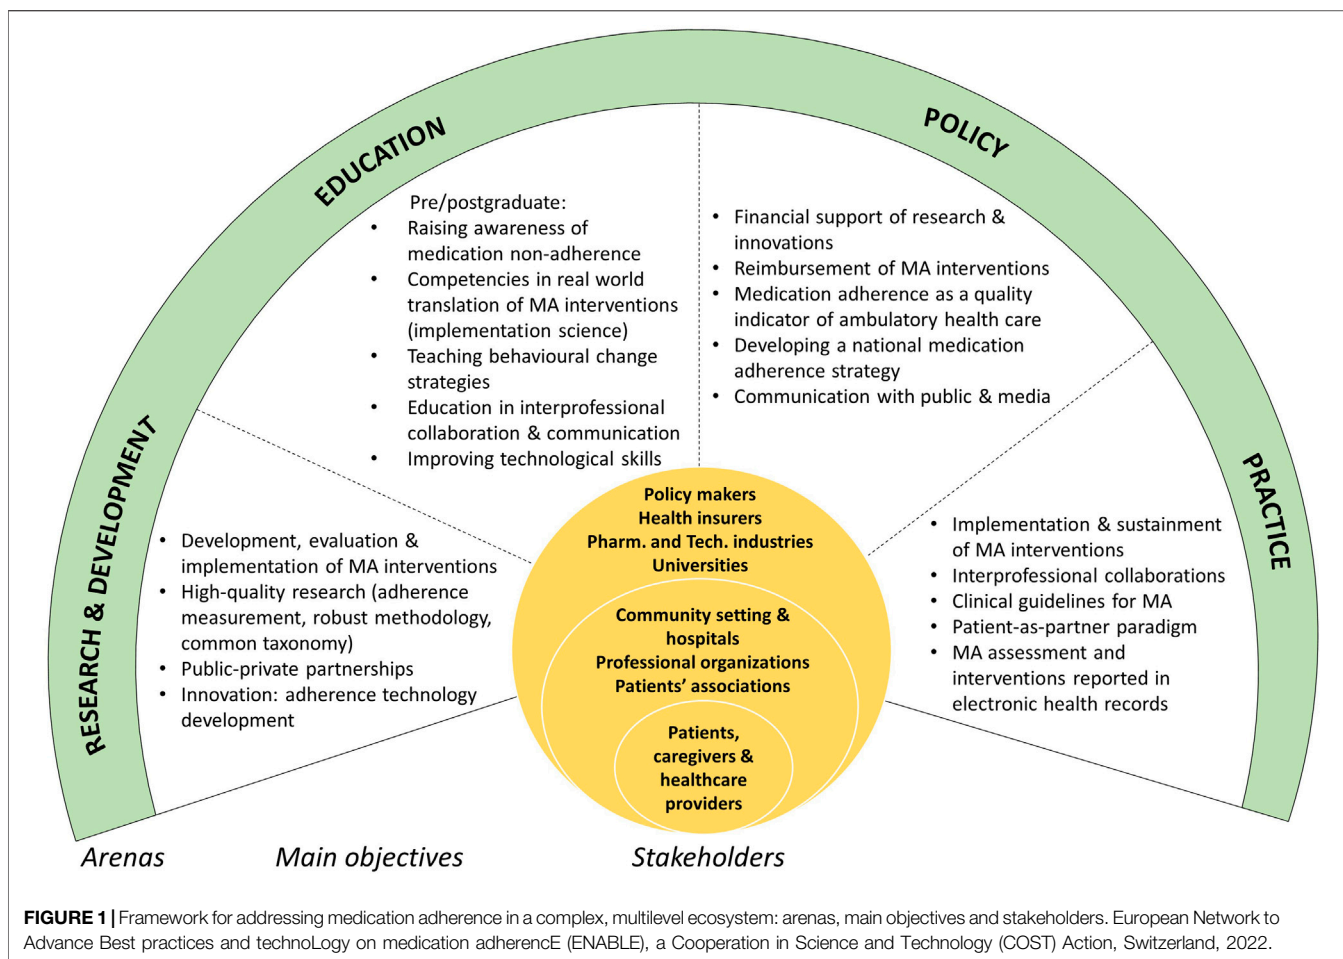 EDUCATION
POLICY
RESEARCH & DEVELOPMENT
PRACTICE
Pre/postgraduate:
• Raising awareness of
medication non-adherence
• Competencies in real world
translation of MA interventions
(implementation science)
• Teaching behavioural change
strategies
• Education in interprofessional
collaboration & communication
• Improving technological skills
• Financial support of research &
innovations
• Reimbursement of MA interventions
• Medication adherence as a quality
indicator of ambulatory health care
• Developing a national medication
adherence strategy
• Communication with public & media
• Development, evaluation &
implementation of MA interventions
• High-quality research (adherence
measurement, robust methodology,
common taxonomy)
• Public-private partnerships
• Innovation: adherence technology
development
Policy makers
Health insurers
Pharm. and Tech. industries
Universities
Community setting &
hospitals
Professional organizations
Patients’ associations
Patients,
caregivers &
healthcare
providers
• Implementation & sustainment
of MA interventions
• Interprofessional collaborations
• Clinical guidelines for MA
• Patient-as-partner paradigm
• MA assessment and
interventions reported in
electronic health records
Arenas
Main objectives
Stakeholders
FIGURE 1 | Framework for addressing medication adherence in a complex, multilevel ecosystem: arenas, main objectives and stakeholders. European Network to
Advance Best practices and technoLogy on medication adherencE (ENABLE), a Cooperation in Science and Technology (COST) Action, Switzerland, 2022.